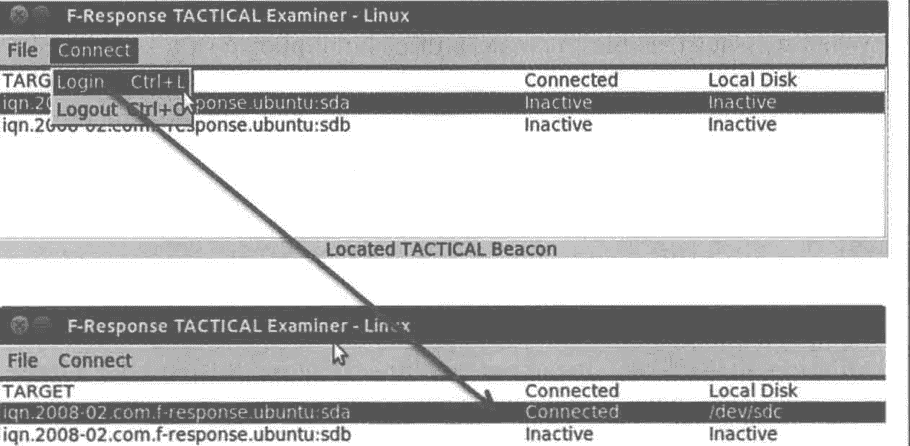 F-Response TACTICAL Examiner - Linux
File Connect
TARG Connected Local Disk
Login Ctrl+L
iqn.20 sponse.ubuntu:sda Inactive Inactive
Logout Ctrl+O
iqn.2008-02.com.f-response.ubuntu:sdb Inactive Inactive
Located TACTICAL Beacon
F-Response TACTICAL Examiner - Linux
File Connect
TARGET Connected Local Disk
iqn.2008-02.com.f-response.ubuntu:sda Connected /dev/sdc
iqn.2008-02.com.f-response.ubuntu:sdb Inactive Inactive